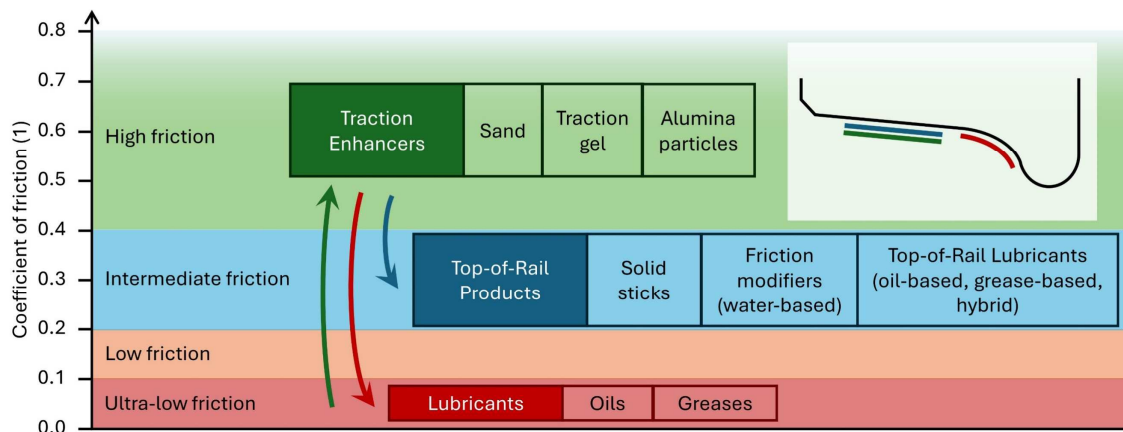 Coefficient of friction (1)
0.8
0.7
0.6
0.5
0.4
0.3
0.2
0.1
0.0
High friction
Traction
Enhancers
Sand
Traction
gel
Alumina
particles
Intermediate friction
Top-of-Rail
Products
Solid
sticks
Friction
modifiers
(water-based)
Top-of-Rail Lubricants
(oil-based, grease-based,
hybrid)
Low friction
Ultra-low friction
Lubricants
Oils
Greases